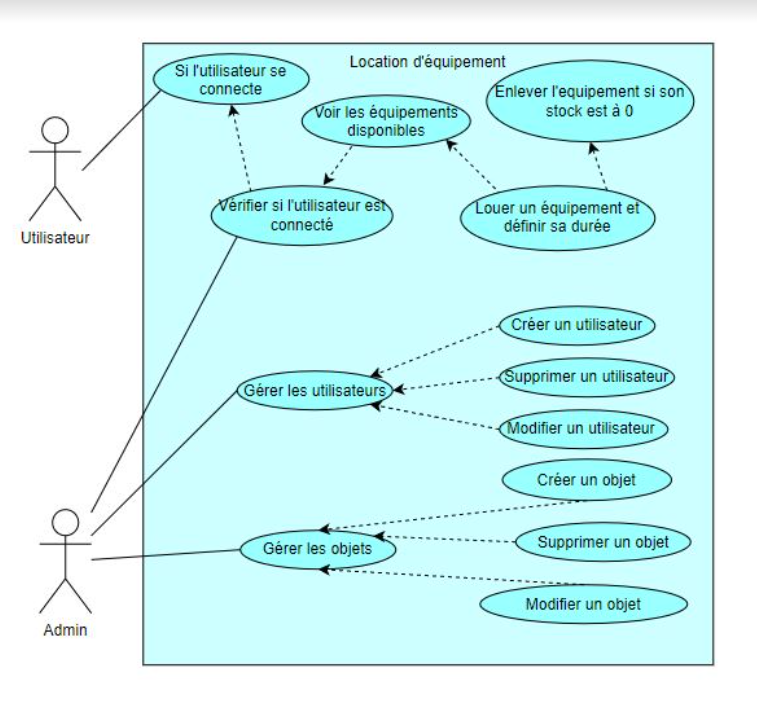 Location d'équipement
Si l'utilisateur se
connecte
Voir les équipements
disponibles
Enlever l'equipement si son
stock est à 0
Utilisateur
Vérifier si l'utilisateur est
connecté
Louer un équipement et
définir sa durée
Créer un utilisateur
Gérer les utilisateurs
Supprimer un utilisateur
Modifier un utilisateur
Créer un objet
Gérer les objets
Supprimer un objet
Modifier un objet
Admin